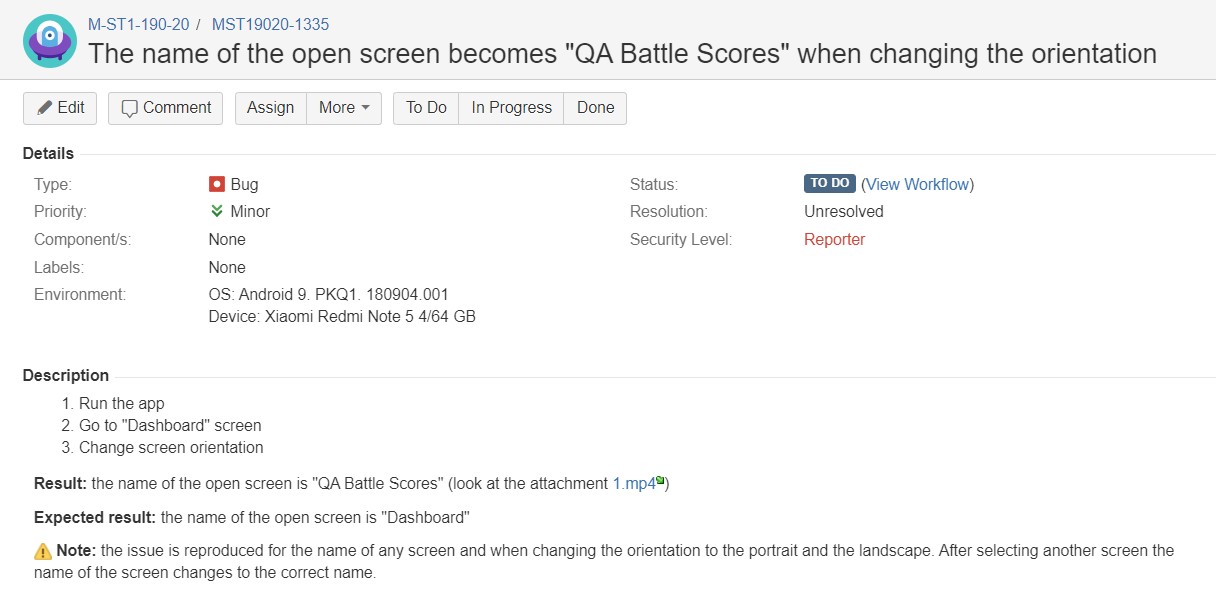 M-ST1-190-20 / MST19020-1335
The name of the open screen becomes "QA Battle Scores" when changing the orientation
Edit Comment Assign More To Do In Progress Done
Details
Type: Bug Status: TO DO (View Workflow)
Priority: Minor Resolution: Unresolved
Component/s: None Security Level: Reporter
Labels: None
Environment: OS: Android 9. PKQ1. 180904.001
Device: Xiaomi Redmi Note 5 4/64 GB
Description
1. Run the app
2. Go to "Dashboard" screen
3. Change screen orientation
Result: the name of the open screen is "QA Battle Scores" (look at the attachment 1.mp4)
Expected result: the name of the open screen is "Dashboard"
Note: the issue is reproduced for the name of any screen and when changing the orientation to the portrait and the landscape. After selecting another screen the
name of the screen changes to the correct name.